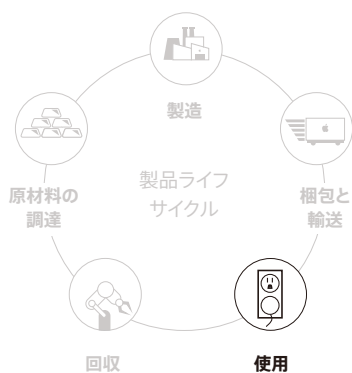 製造
原材料の
調達
製品ライフ
サイクル
梱包と
輸送
回収
使用